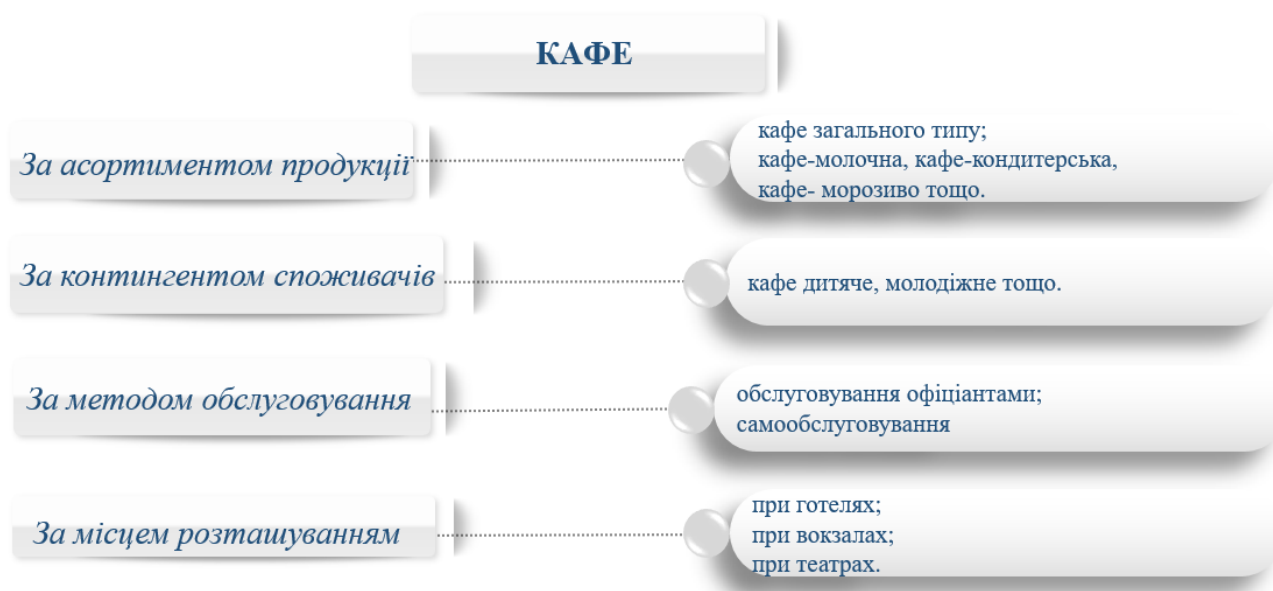 КАФЕ
За асортиментом продукції
кафе загального типу;
кафе-молочна, кафе-кондитерська,
кафе- морозиво тощо.
За контингентом споживачів
кафе дитяче, молодіжне тощо.
За методом обслуговування
обслуговування офіціантами;
самообслуговування
За місцем розташуванням
при готелях;
при вокзалах;
при театрах.